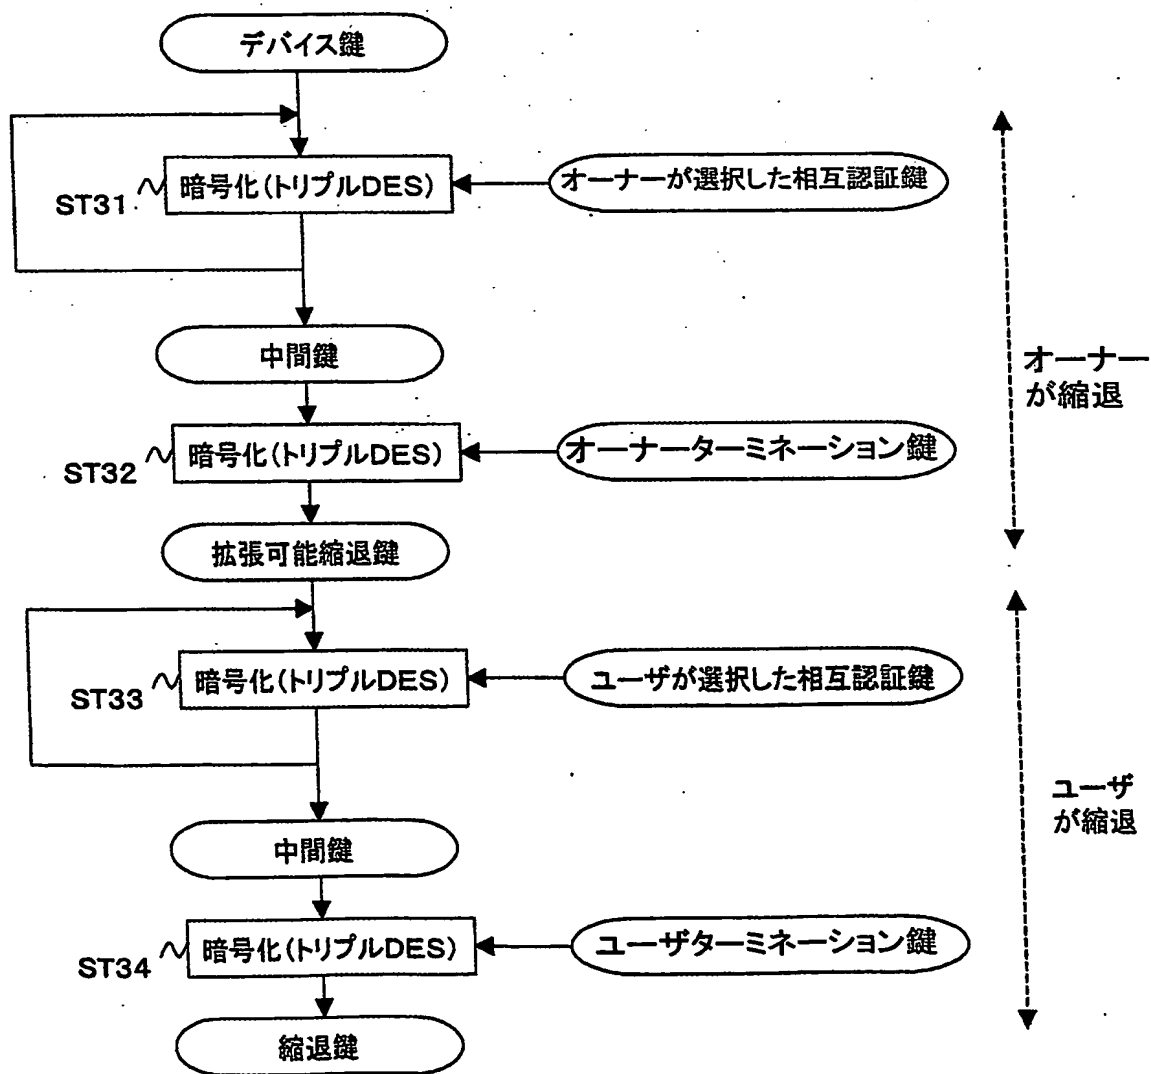 デバイス鍵
暗号化(トリプルDES)
オーナーが選択した相互認証鍵
ST31
中間鍵
オーナー
が縮退
暗号化(トリプルDES)
オーナーターミネーション鍵
ST32
拡張可能縮退鍵
暗号化(トリプルDES)
ユーザが選択した相互認証鍵
ST33
ユーザ
が縮退
中間鍵
暗号化(トリプルDES)
ユーザターミネーション鍵
ST34
縮退鍵